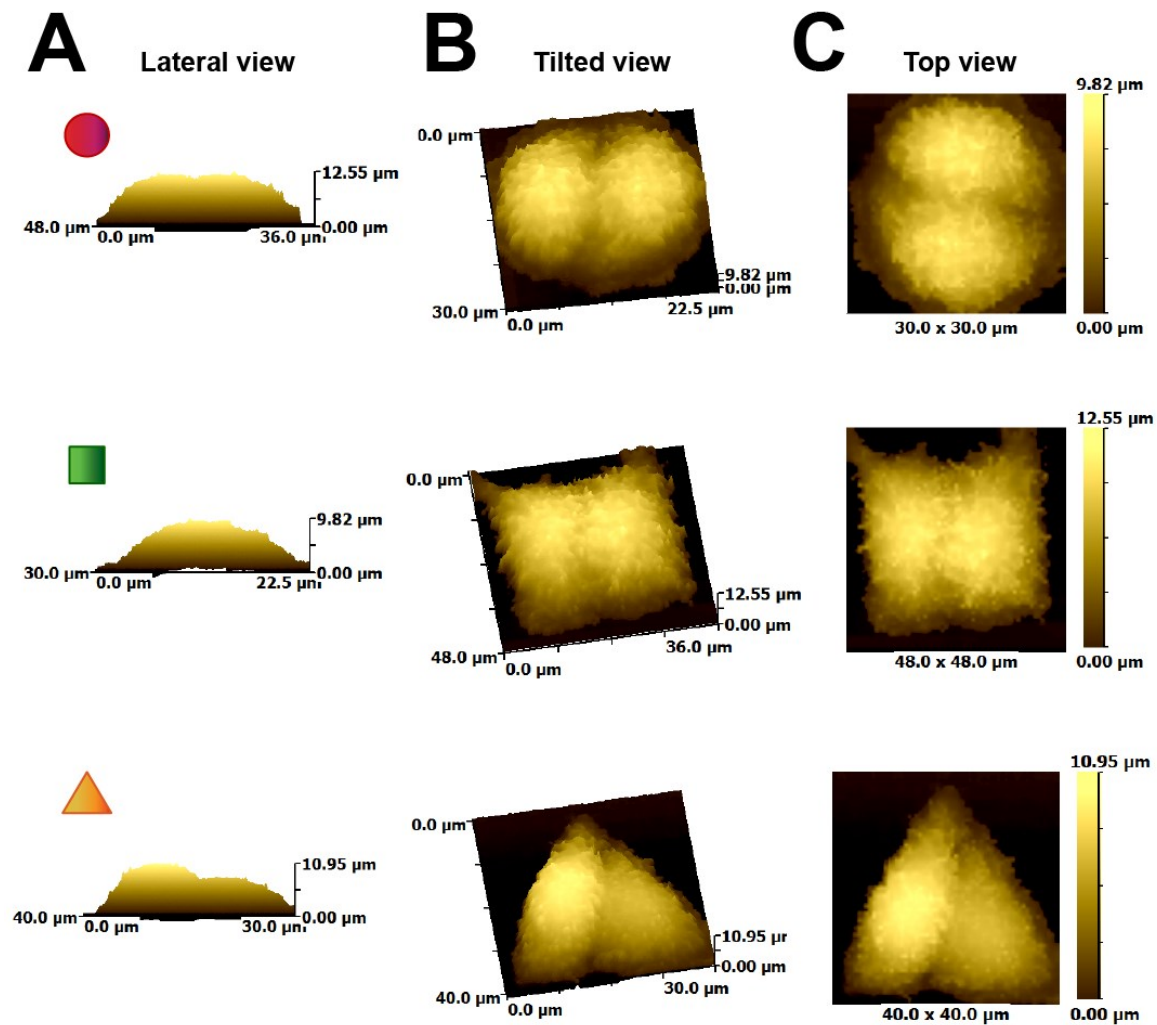 A Lateral view
B Tilted view
C Top view
12.55 µm
48.0 µm
0.0 µm
36.0 µm
0.00 µm
0.0 µm
9.82 µm
0.00 µm
30.0 µm
0.0 µm
22.5 µm
9.82 µm
30.0 x 30.0 µm
0.00 µm
9.82 µm
30.0 µm
0.0 µm
22.5 µm
0.00 µm
0.0 µm
12.55 µm
0.00 µm
48.0 µm
0.0 µm
36.0 µm
12.55 µm
48.0 x 48.0 µm
0.00 µm
10.95 µm
40.0 µm
0.0 µm
30.0 µm
0.00 µm
0.0 µm
10.95 µr
0.00 µm
40.0 µm
0.0 µm
30.0 µm
10.95 µm
40.0 x 40.0 µm
0.00 µm